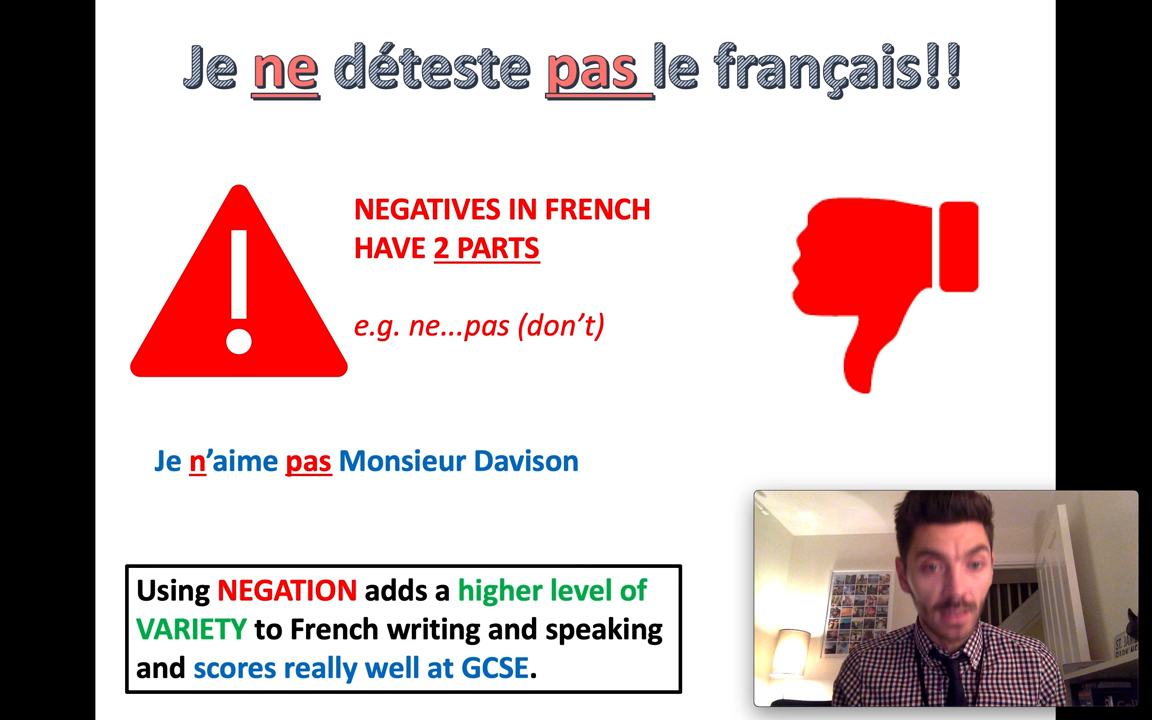 Je ne déteste pas le français!!
NEGATIVES IN FRENCH
HAVE 2 PARTS
e.g. ne...pas (don't)
Je n'aime pas Monsieur Davison
Using NEGATION adds a higher level of
VARIETY to French writing and speaking
and scores really well at GCSE.